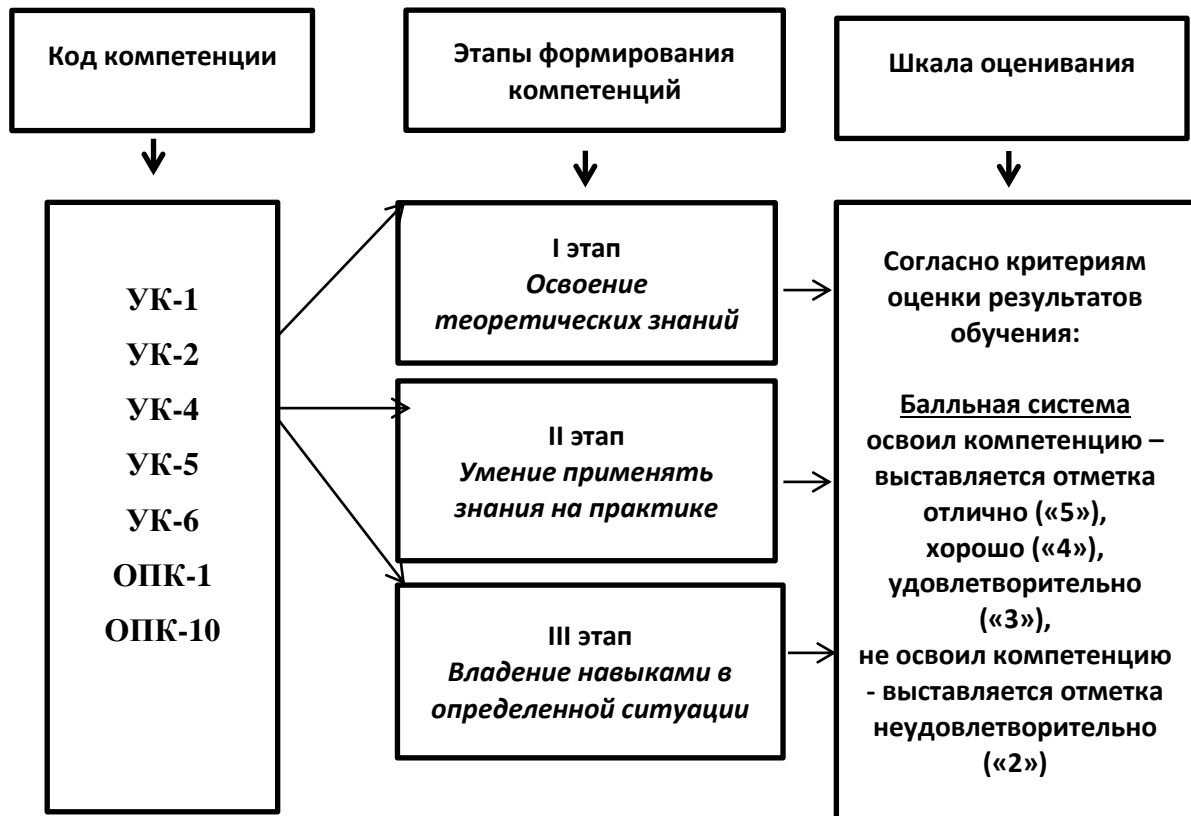 Код компетенции
Этапы формирования
компетенций
Шкала оценивания
УК-1
УК-2
УК-4
УК-5
УК-6
ОПК-1
ОПК-10
I этап
Освоение
теоретических знаний
II этап
Умение применять
знания на практике
III этап
Владение навыками в
определенной ситуации
Согласно критериям
оценки результатов
обучения:
Балльная система
освоил компетенцию –
выставляется отметка
отлично («5»),
хорошо («4»),
удовлетворительно
(«3»),
не освоил компетенцию
- выставляется отметка
неудовлетворительно
(«2»)